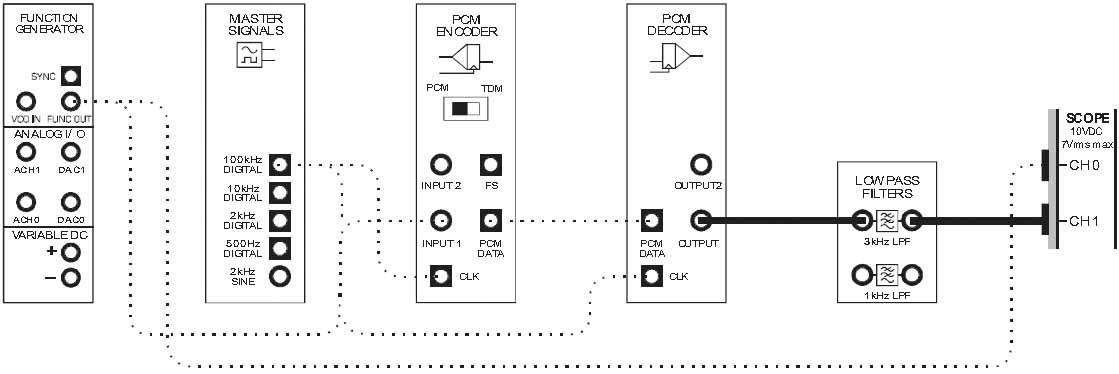 FUNCTION
GENERATOR
SYNC
VCO IN
FUNC OUT
ANALOG I/ O
ACH1
DAC1
ACH0
DAC0
VARIABLE DC
+
−
MASTER
SIGNALS
100kHz
DIGITAL
10kHz
DIGITAL
2kHz
DIGITAL
500Hz
DIGITAL
2kHz
SINE
PCM
ENCODER
PCM
TDM
INPUT 2
FS
INPUT 1
PCM
DATA
CLK
PCM
DECODER
OUTPUT2
PCM
DATA
OUTPUT
CLK
LOW PASS
FILTERS
3kHz LPF
1kHz LPF
SCOPE
10VDC
7Vrms max
CH0
CH1